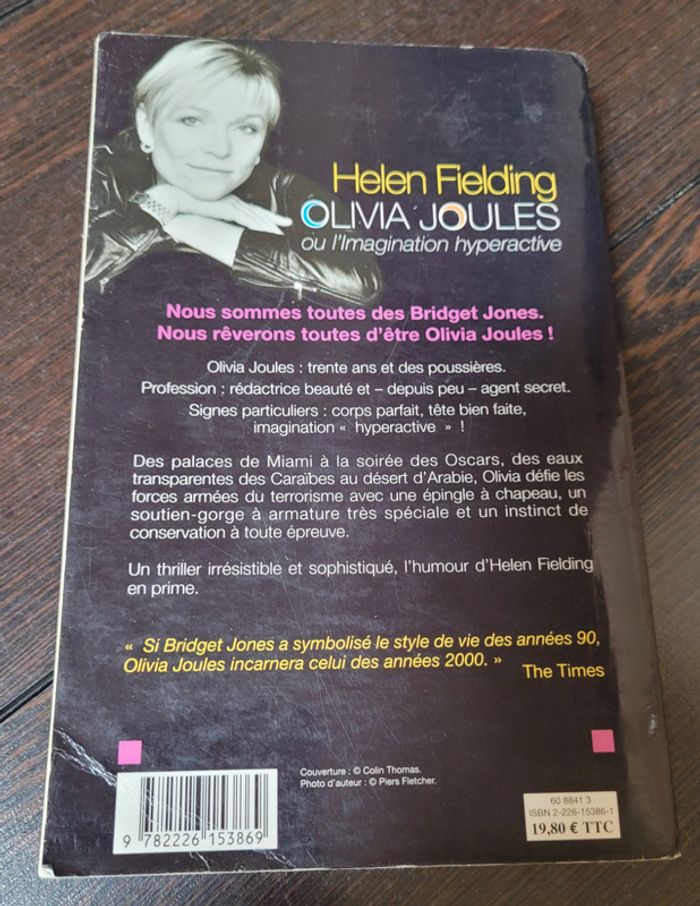 Helen Fielding
OLIVIA JOULES
ou l'Imagination hyperactive
Nous sommes toutes des Bridget Jones.
Nous rêverons toutes d'être Olivia Joules !
Olivia Joules : trente ans et des poussières.
Profession : rédactrice beauté et – depuis peu – agent secret.
Signes particuliers : corps parfait, tête bien faite,
imagination « hyperactive » !
Des palaces de Miami à la soirée des Oscars, des eaux
transparentes des Caraïbes au désert d'Arabie, Olivia défie les
forces armées du terrorisme avec une épingle à chapeau, un
soutien-gorge à armature très spéciale et un instinct de
conservation à toute épreuve.
Un thriller irrésistible et sophistiqué, l'humour d'Helen Fielding
en prime.
« Si Bridget Jones a symbolisé le style de vie des années 90,
Olivia Joules incarnera celui des années 2000. »
The Times
Couverture : © Colin Thomas.
Photo d'auteur : © Piers Fletcher.
9 782226 153869
60 8841 3
ISBN 2-226-15386-1
19,80 € TTC